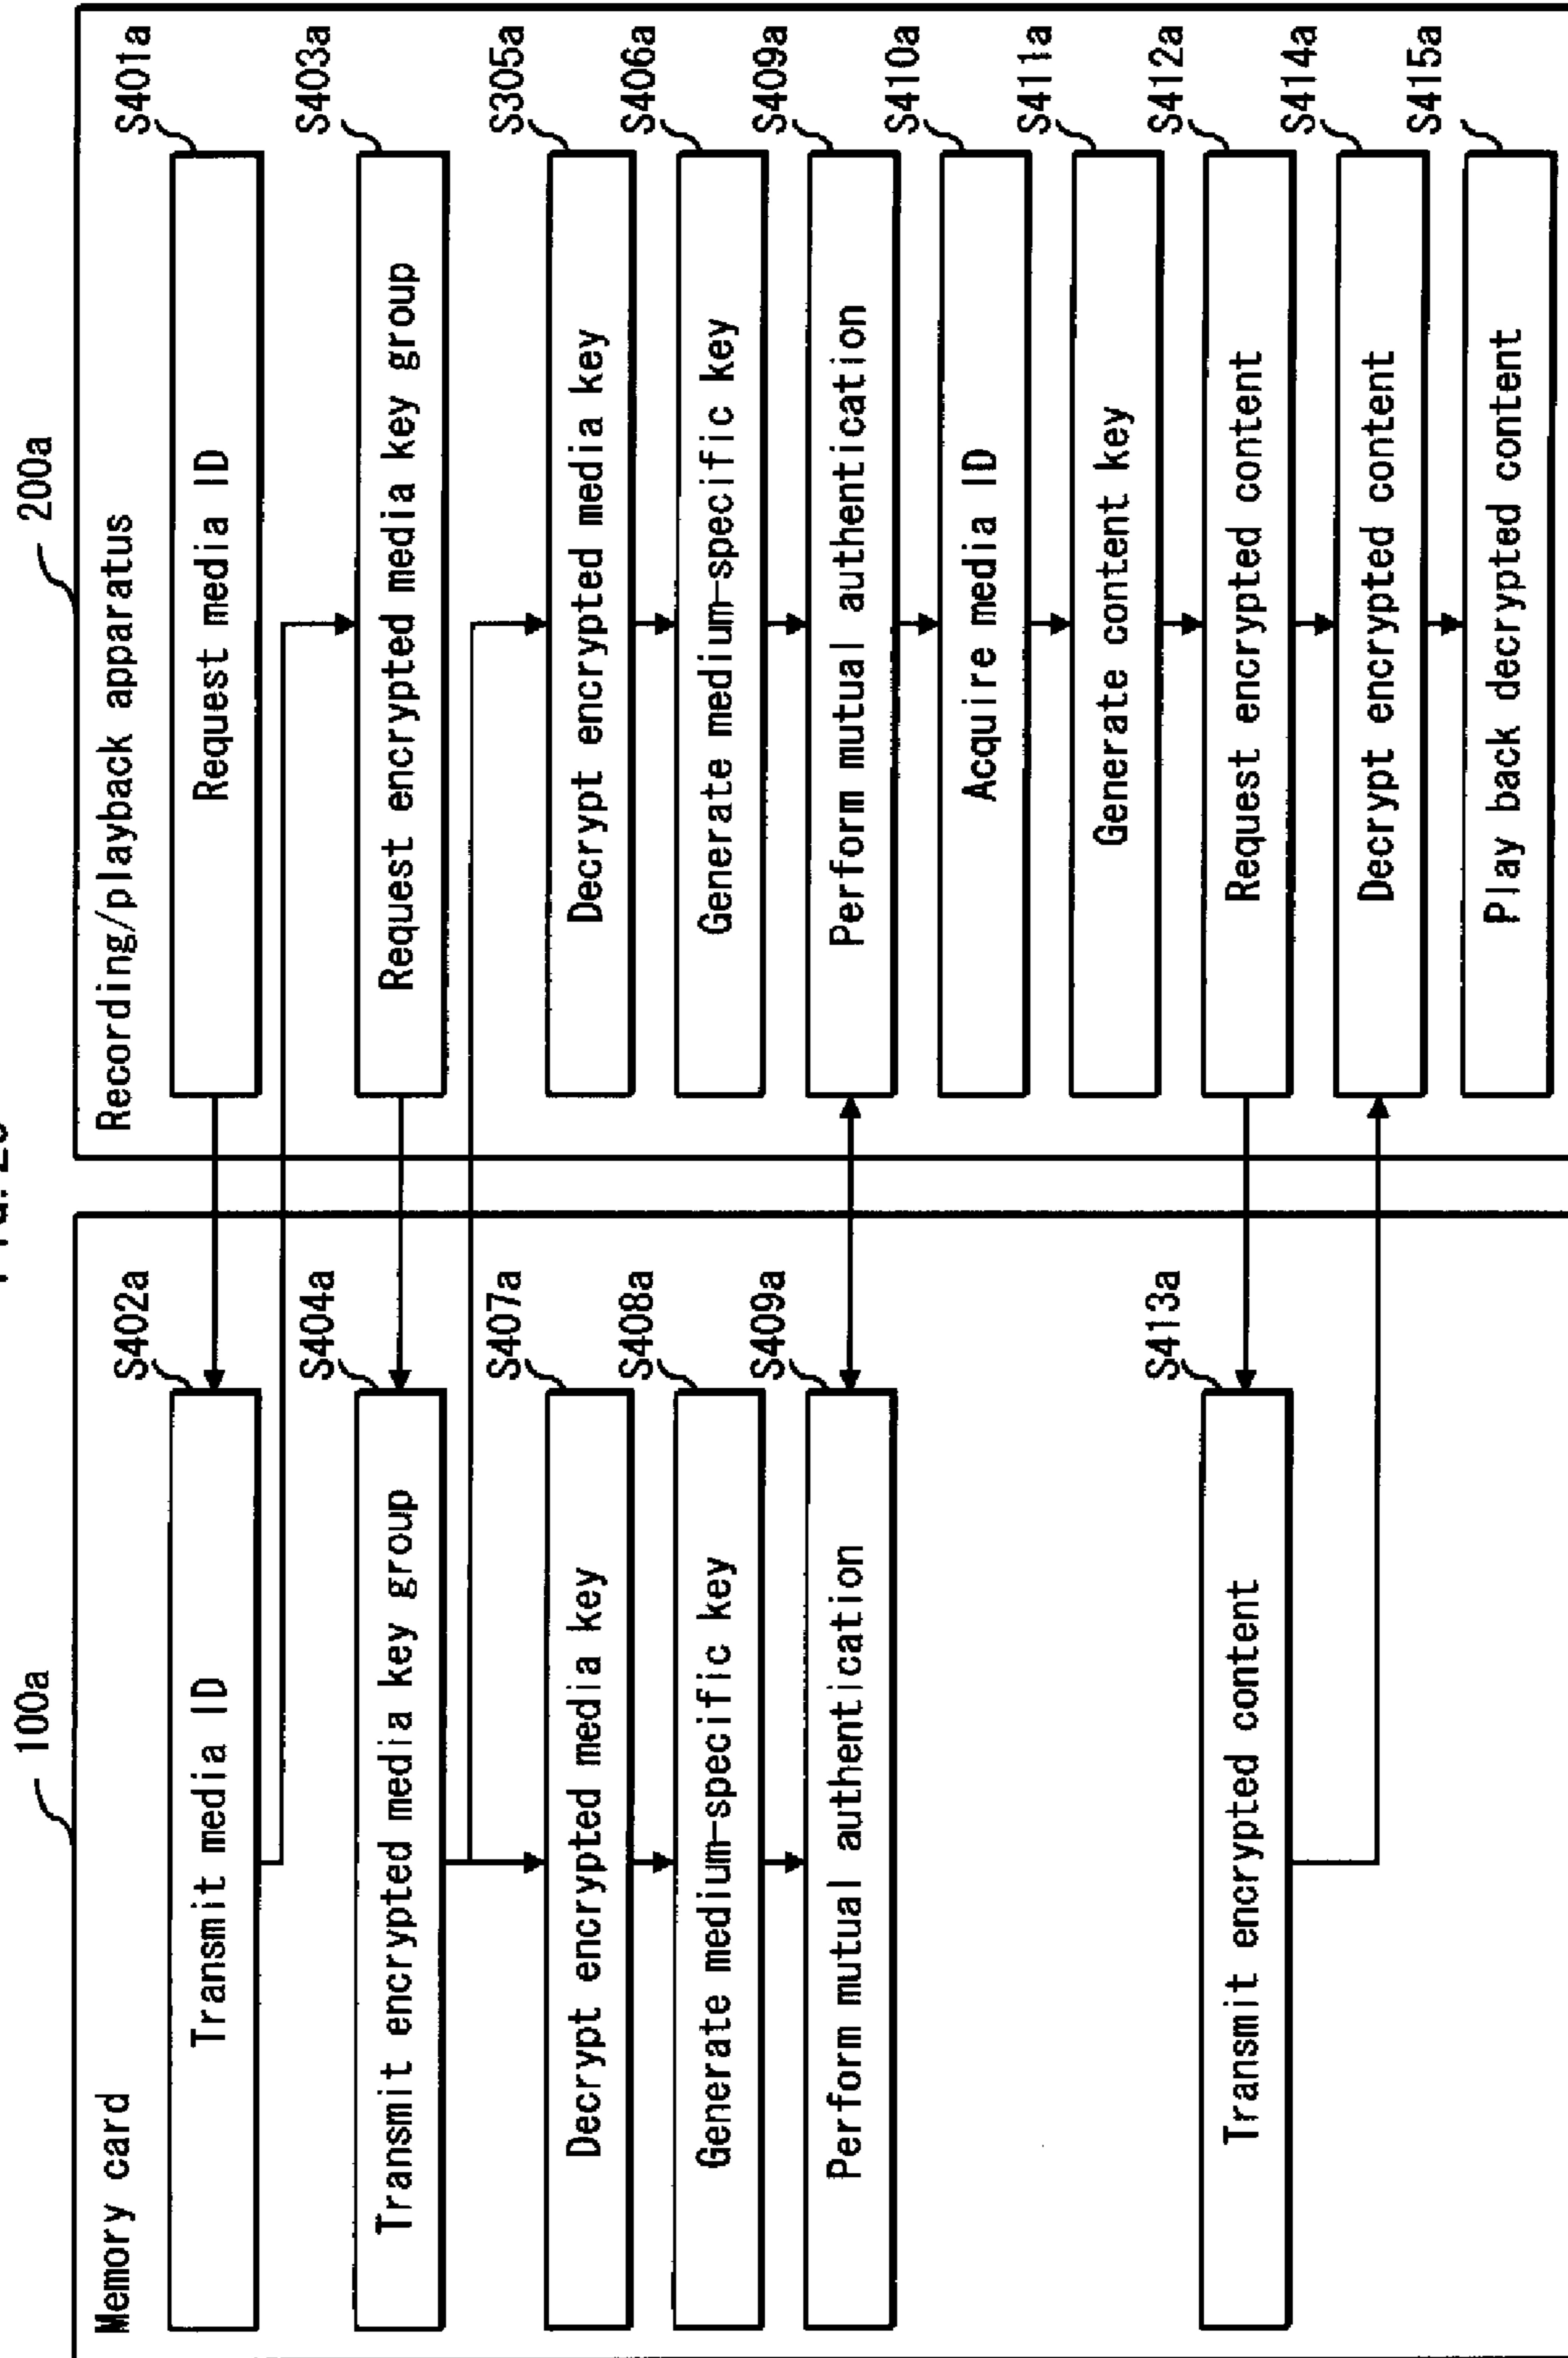 100a
200a
Memory card
Recording/playback apparatus
S401a
Request media ID
S402a
Transmit media ID
S403a
Request encrypted media key group
S404a
Transmit encrypted media key group
S407a
Decrypt encrypted media key
S305a
Decrypt encrypted media key
S408a
Generate medium-specific key
S406a
Generate medium-specific key
S409a
Perform mutual authentication
S409a
Perform mutual authentication
S410a
Acquire media ID
S411a
Generate content key
S412a
Request encrypted content
S413a
Transmit encrypted content
S414a
Decrypt encrypted content
S415a
Play back decrypted content